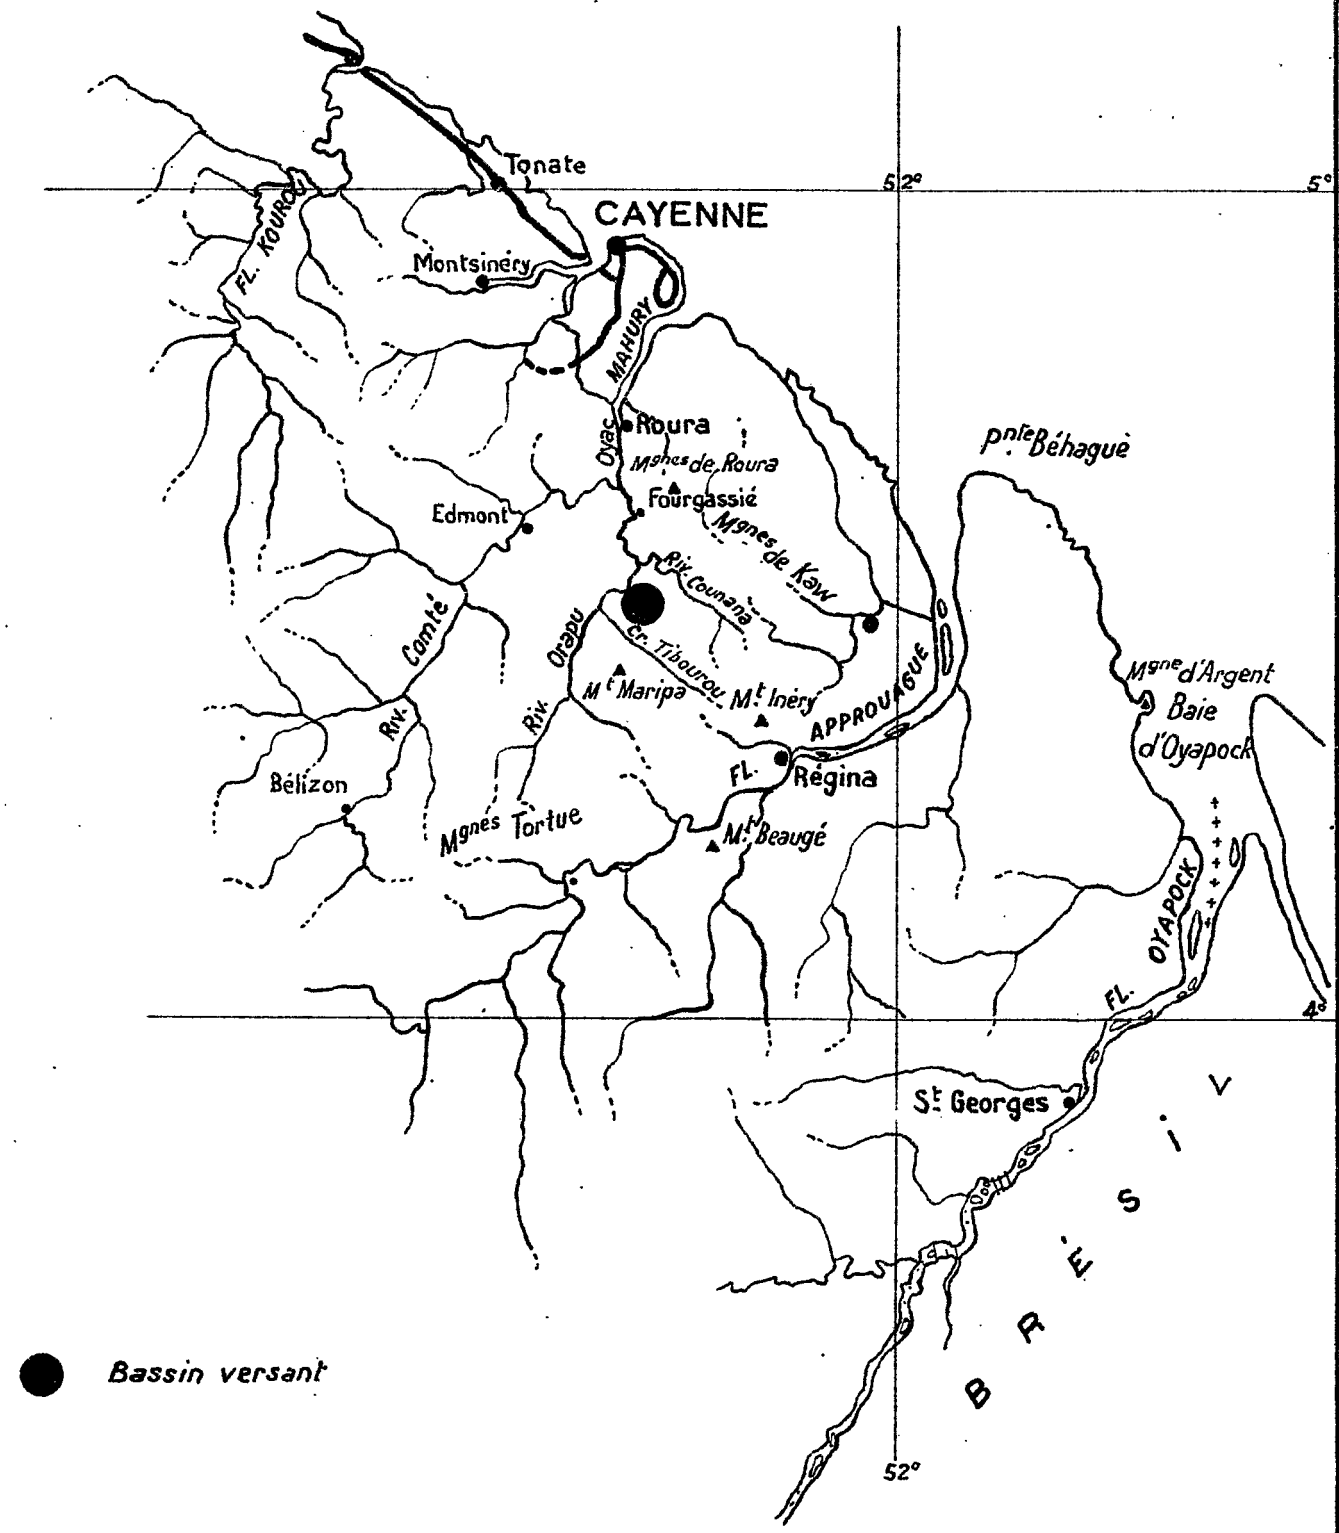 Tonate
52°
5°
CAYENNE
FL. KOUROU
Montsinéry
MAHURY
Roura
Oyac
Pnte Béhague
Mgnes de Roura
Fourgassié
Edmont
Mgnes de Kaw
Riv. Counana
Comté
Riv.
Orapu
Riv.
cr. Tibourou
Mt Maripa
Mt. Inéry
APPROUAGUE
FL.
Mgne d'Argent
Baie
d'Oyapock
Bélizon
Régina
Mgnes Tortue
Mt. Beaugé
OYAPOCK
FL.
4°
St. Georges
BRÉSIV
Bassin versant
52°